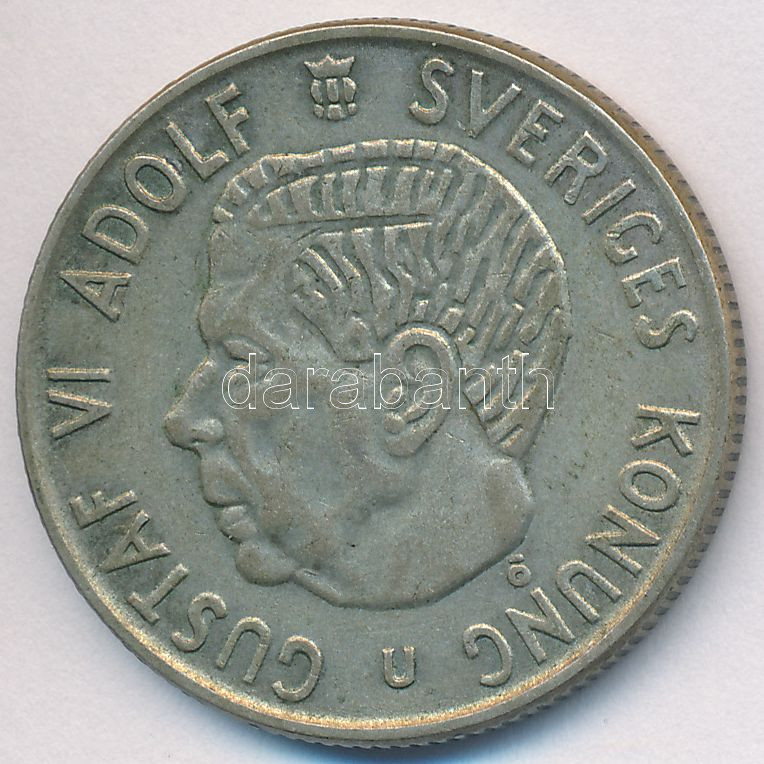 GUSTAF VI ADOLF SVERIGES KONUNG
U
ö
darabanth